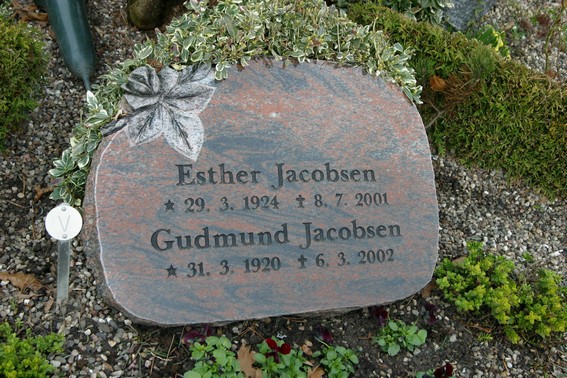 Esther Jacobsen
★ 29. 3. 1924 ✝ 8. 7. 2001
Gudmund Jacobsen
★ 31. 3. 1920 ✝ 6. 3. 2002
V